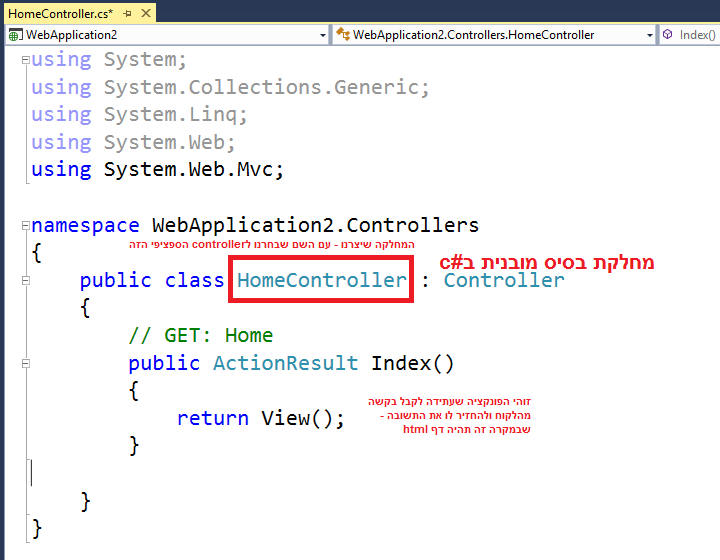 HomeController.cs*
WebApplication2
WebApplication2.Controllers.HomeController
Index()
using System;
using System.Collections.Generic;
using System.Linq;
using System.Web;
using System.Web.Mvc;
namespace WebApplication2.Controllers
{
המחלקה שיצרנו - עם השם שבחרנו לcontroller הספציפי הזה
מחלקת בסיס מובנית בc#
public class HomeController : Controller
{
// GET: Home
public ActionResult Index()
{
זוהי הפונקציה שעתידה לקבל בקשה
return View();
מהלקוח ולהחזיר לו את התשובה -
שבמקרה זה תהיה דף html
}
}
}